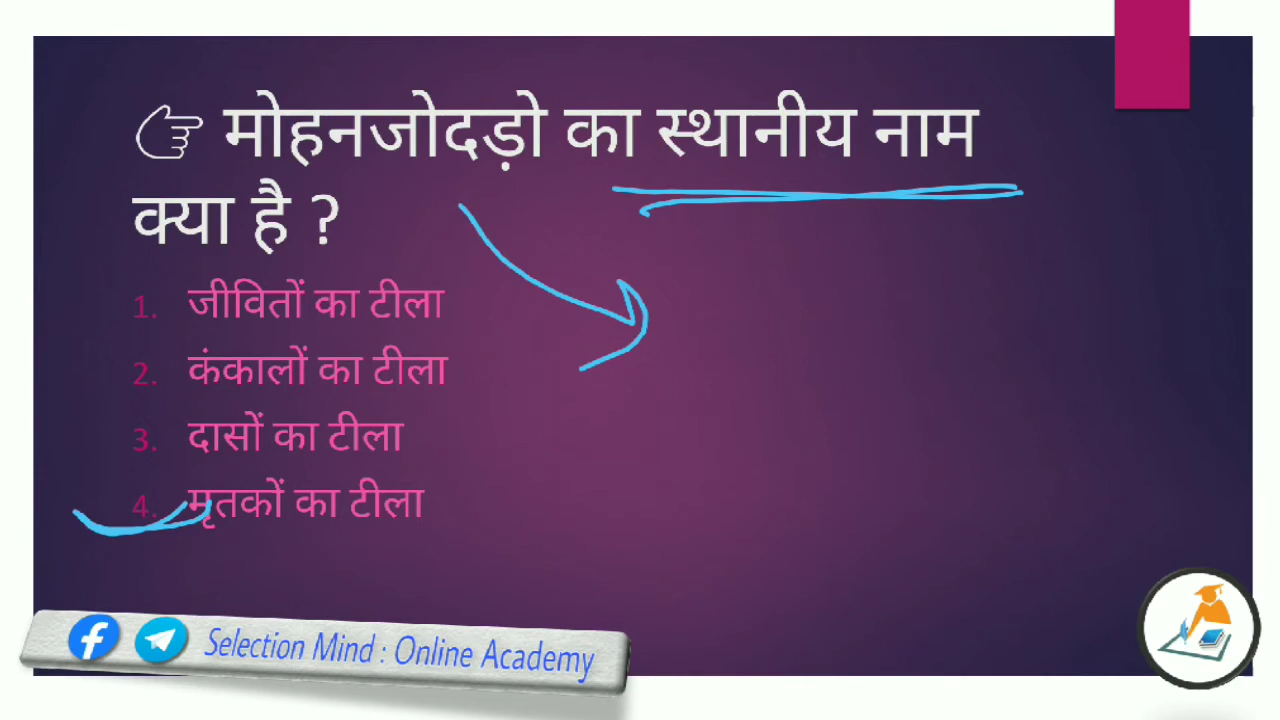 👉 मोहनजोदड़ो का स्थानीय नाम
क्या है ?
1. जीवितों का टीला
2. कंकालों का टीला
3. दासों का टीला
4. मृतकों का टीला
Selection Mind : Online Academy